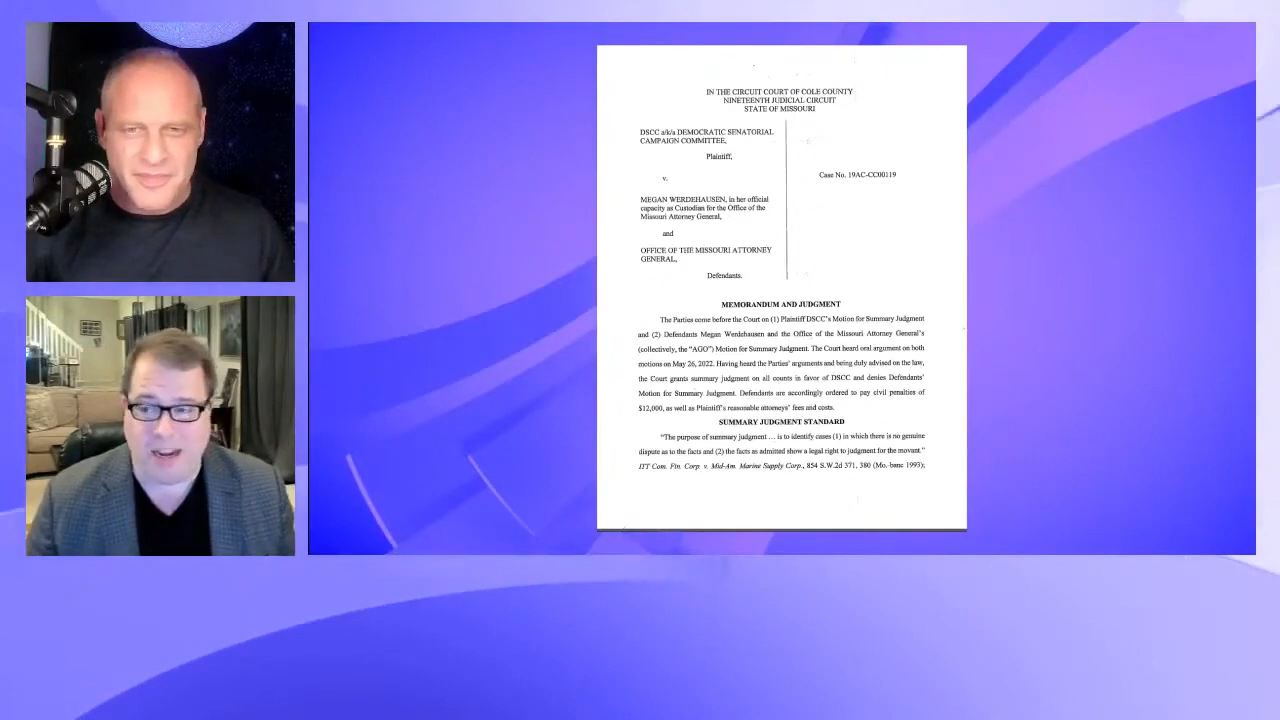 IN THE CIRCUIT COURT OF COLE COUNTY
NINETEENTH JUDICIAL CIRCUIT
STATE OF MISSOURI
DSCC a/k/a DEMOCRATIC SENATORIAL
CAMPAIGN COMMITTEE,
Plaintiff,
v.
Case No. 19AC-CC00119
MEGAN WERDEHAUSEN, in her official
capacity as Custodian for the Office of the
Missouri Attorney General,
and
OFFICE OF THE MISSOURI ATTORNEY
GENERAL,
Defendants.
MEMORANDUM AND JUDGMENT
The Parties come before the Court on (1) Plaintiff DSCC's Motion for Summary Judgment
and (2) Defendants Megan Werdehausen and the Office of the Missouri Attorney General's
(collectively, the "AGO") Motion for Summary Judgment. The Court heard oral argument on both
motions on May 26, 2022. Having heard the Parties' arguments and being duly advised on the law,
the Court grants summary judgment on all counts in favor of DSCC and denies Defendants'
Motion for Summary Judgment. Defendants are accordingly ordered to pay civil penalties of
$12,000, as well as Plaintiff's reasonable attorneys' fees and costs.
SUMMARY JUDGMENT STANDARD
"The purpose of summary judgment … is to identify cases (1) in which there is no genuine
dispute as to the facts and (2) the facts as admitted show a legal right to judgment for the movant."
ITT Com. Fin. Corp. v. Mid-Am. Marine Supply Corp., 854 S.W.2d 371, 380 (Mo. banc 1993);